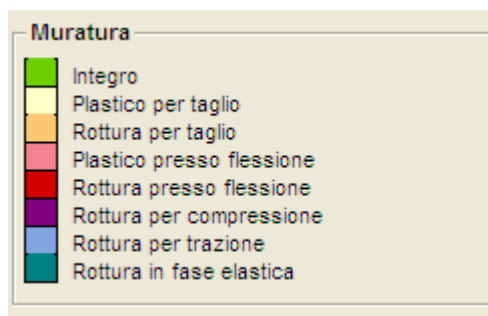 Muratura
Integro
Plastico per taglio
Rottura per taglio
Plastico presso flessione
Rottura presso flessione
Rottura per compressione
Rottura per trazione
Rottura in fase elastica